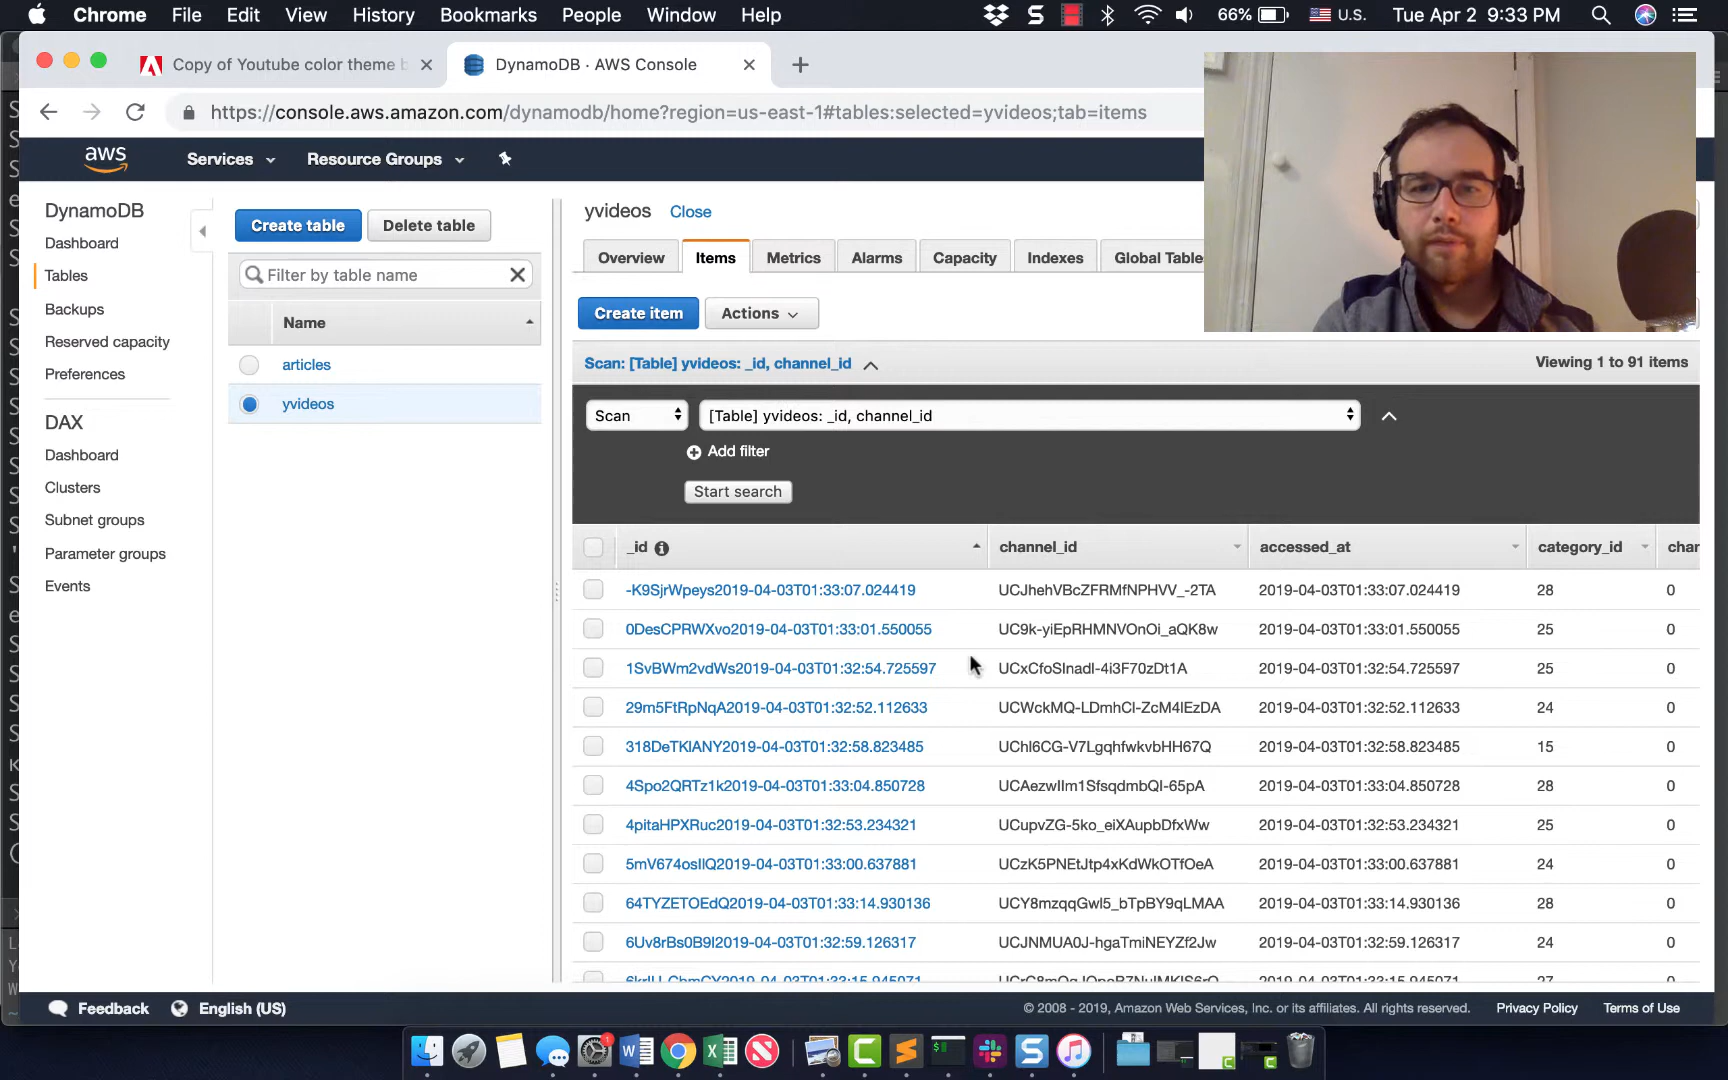 Chrome File Edit View History Bookmarks People Window Help 66% U.S. Tue Apr 2 9:33 PM
Copy of Youtube color theme
DynamoDB · AWS Console
https://console.aws.amazon.com/dynamodb/home?region=us-east-1#tables:selected=yvideos;tab=items
aws Services Resource Groups
DynamoDB
Dashboard
Tables
Backups
Reserved capacity
Preferences
DAX
Dashboard
Clusters
Subnet groups
Parameter groups
Events
Create table Delete table
Filter by table name
Name
articles
yvideos
yvideos Close
Overview Items Metrics Alarms Capacity Indexes Global Table
Create item Actions
Scan: [Table] yvideos: _id, channel_id Viewing 1 to 91 items
Scan [Table] yvideos: _id, channel_id
Add filter
Start search
_id channel_id accessed_at category_id
-K9SjrWpeys2019-04-03T01:33:07.024419 UCJhehVBcZFRMfNPHVV_-2TA 2019-04-03T01:33:07.024419 28 0
0DesCPRWXvo2019-04-03T01:33:01.550055 UC9k-yiEpRHMNVOnOi_aQK8w 2019-04-03T01:33:01.550055 25 0
1SvBWm2vdWs2019-04-03T01:32:54.725597 UCxCfoSInadI-4i3F70zDt1A 2019-04-03T01:32:54.725597 25 0
29m5FtRpNqA2019-04-03T01:32:52.112633 UCWckMQ-LDmhCI-ZcM4lEzDA 2019-04-03T01:32:52.112633 24 0
318DeTKlANY2019-04-03T01:32:58.823485 UChl6CG-V7LgqhfwkvbHH67Q 2019-04-03T01:32:58.823485 15 0
4Spo2QRTz1k2019-04-03T01:33:04.850728 UCAezwIlm1SfsqdmbQI-65pA 2019-04-03T01:33:04.850728 28 0
4pitaHPXRuc2019-04-03T01:32:53.234321 UCupvZG-5ko_eiXAupbDfxWw 2019-04-03T01:32:53.234321 25 0
5mV674osIlQ2019-04-03T01:33:00.637881 UCzK5PNEtJtp4xKdWkOTfOeA 2019-04-03T01:33:00.637881 24 0
64TYZETOEdQ2019-04-03T01:33:14.930136 UCY8mzqqGwl5_bTpBY9qLMAA 2019-04-03T01:33:14.930136 28 0
6Uv8rBs0B9I2019-04-03T01:32:59.126317 UCJNMUA0J-hgaTmiNEYZf2Jw 2019-04-03T01:32:59.126317 24 0
Feedback English (US) © 2008 - 2019, Amazon Web Services, Inc. or its affiliates. All rights reserved. Privacy Policy Terms of Use